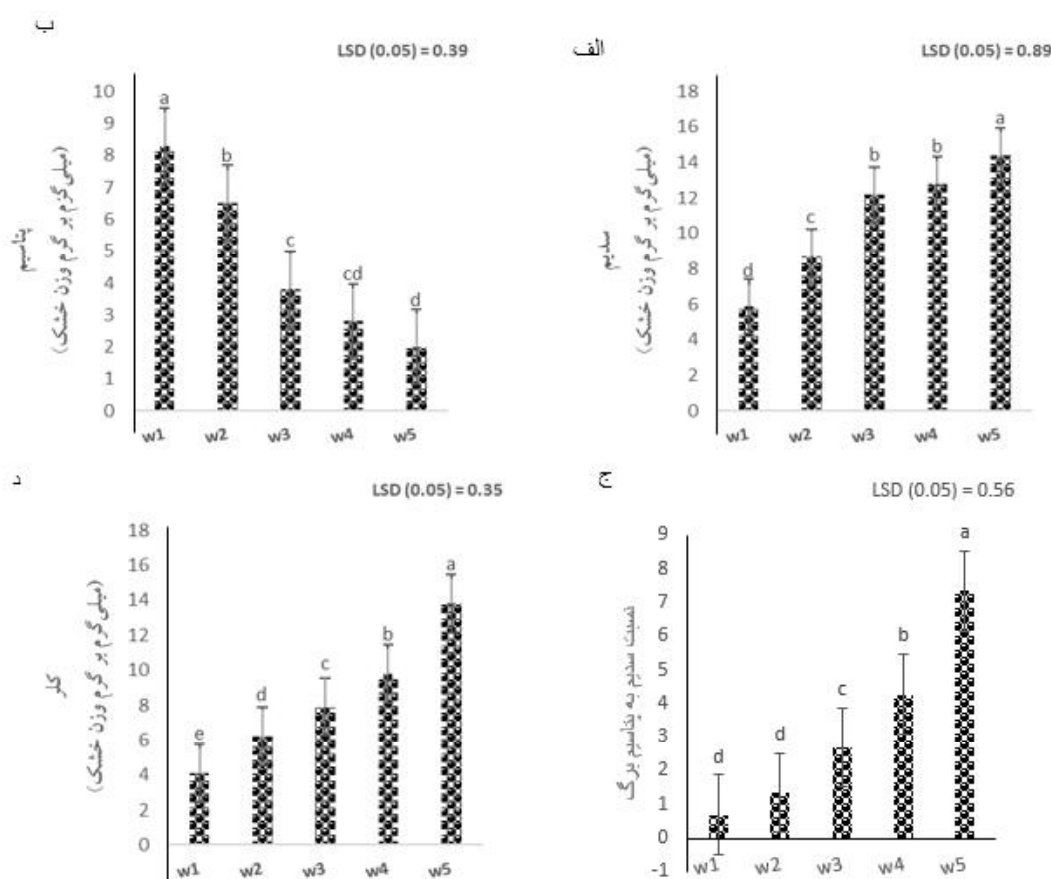 الف
LSD (0.05) = 0.89
سدیم
(میلی گرم بر گرم وزن خشک)
18
16
14
12
10
8
6
4
2
0
d
c
b
b
a
w1 w2 w3 w4 w5
ب
LSD (0.05) = 0.39
پتاسیم
(میلی گرم بر گرم وزن خشک)
10
9
8
7
6
5
4
3
2
1
0
a
b
c
cd
d
w1 w2 w3 w4 w5
ج
LSD (0.05) = 0.56
نسبت سدیم به پتاسیم برگ
9
8
7
6
5
4
3
2
1
0
-1
d
d
c
b
a
w1 w2 w3 w4 w5
د
LSD (0.05) = 0.35
کلر
(میلی گرم بر گرم وزن خشک)
18
16
14
12
10
8
6
4
2
0
e
d
c
b
a
w1 w2 w3 w4 w5